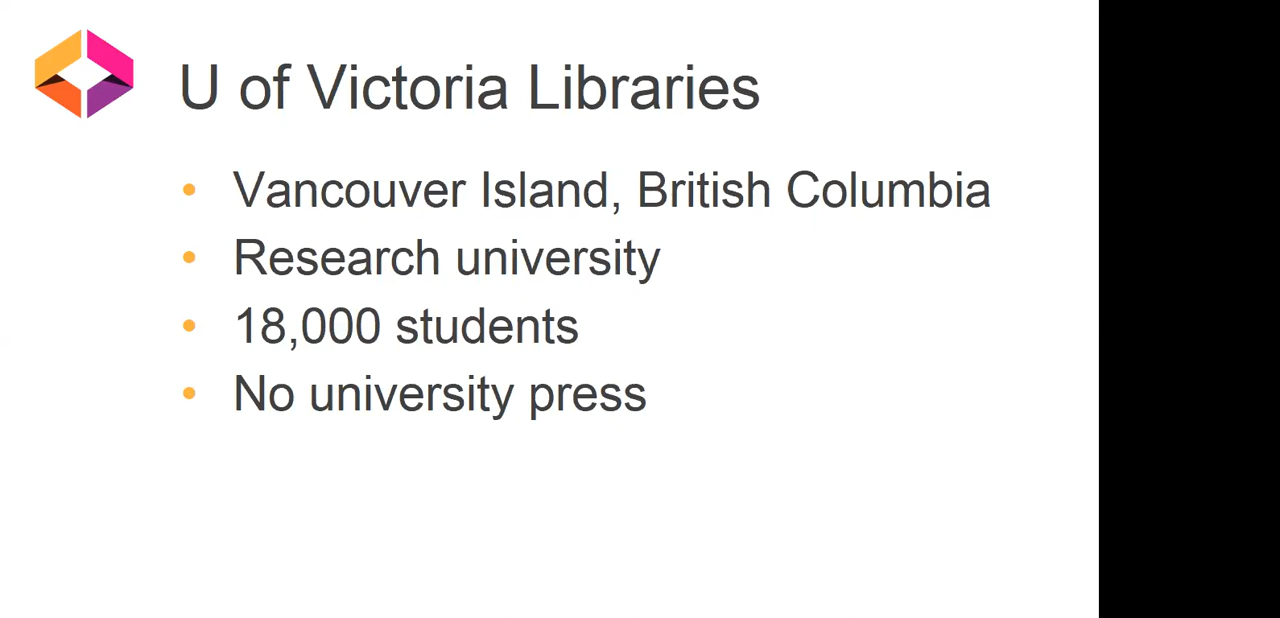 U of Victoria Libraries
• Vancouver Island, British Columbia
• Research university
• 18,000 students
• No university press